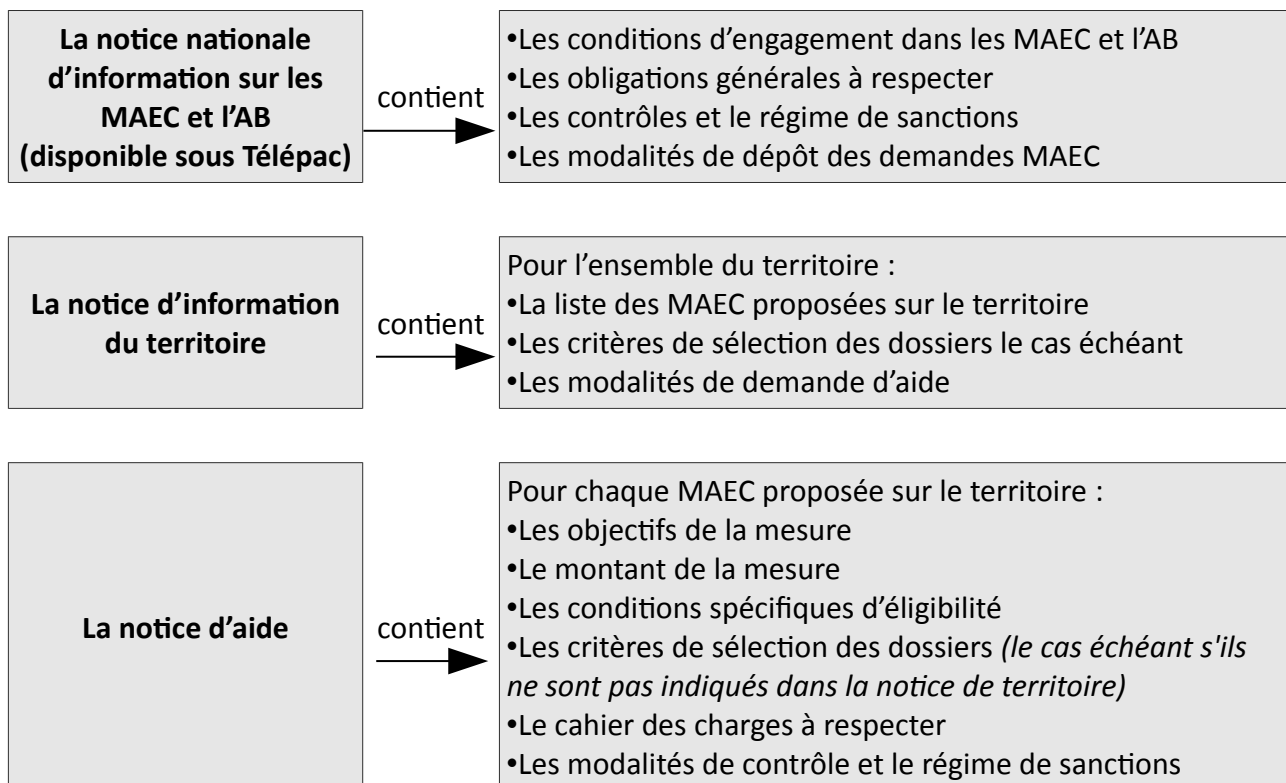 La notice nationale
d'information sur les
MAEC et l'AB
(disponible sous Télépac)
contient
•Les conditions d'engagement dans les MAEC et l'AB
•Les obligations générales à respecter
•Les contrôles et le régime de sanctions
•Les modalités de dépôt des demandes MAEC
La notice d'information
du territoire
contient
Pour l'ensemble du territoire :
•La liste des MAEC proposées sur le territoire
•Les critères de sélection des dossiers le cas échéant
•Les modalités de demande d'aide
La notice d'aide
contient
Pour chaque MAEC proposée sur le territoire :
•Les objectifs de la mesure
•Le montant de la mesure
•Les conditions spécifiques d'éligibilité
•Les critères de sélection des dossiers (le cas échéant s'ils
ne sont pas indiqués dans la notice de territoire)
•Le cahier des charges à respecter
•Les modalités de contrôle et le régime de sanctions